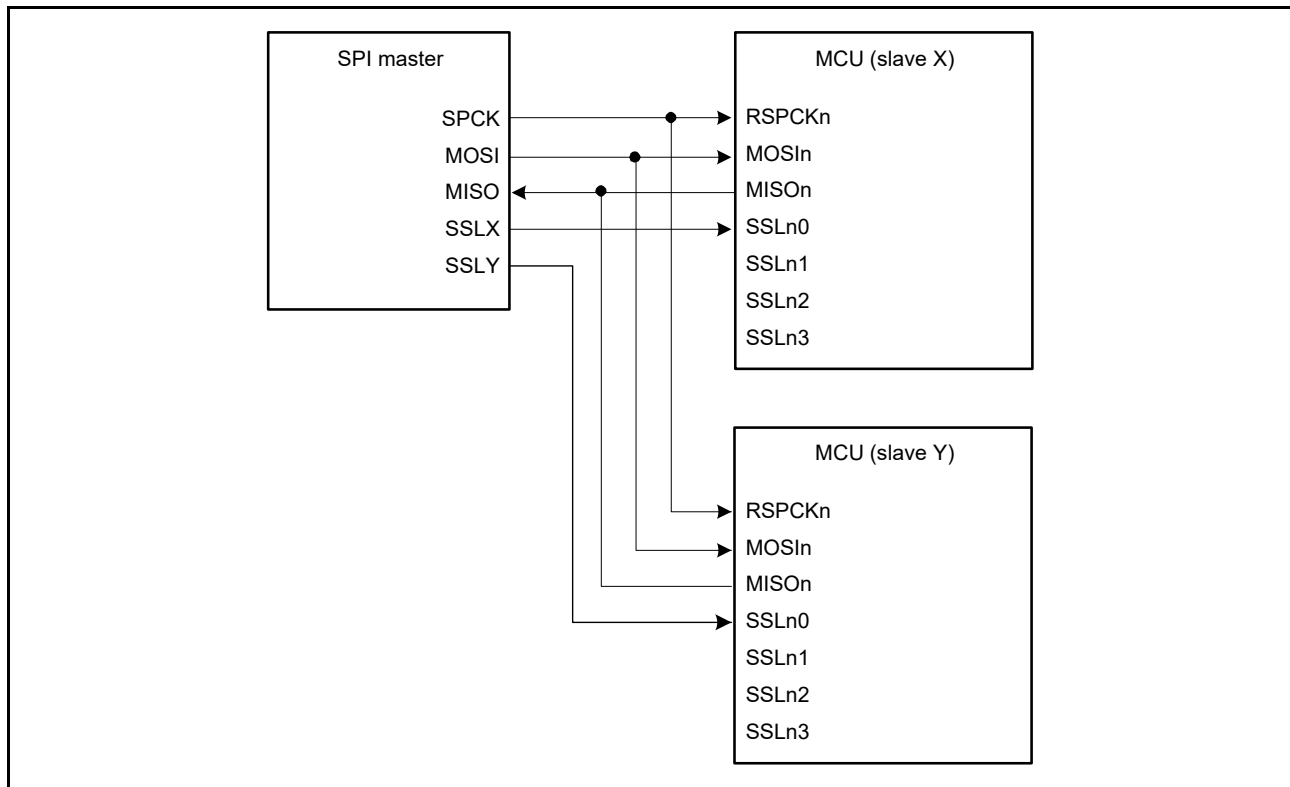 SPI master
SPCK
MOSI
MISO
SSLX
SSLY
MCU (slave X)
RSPCKn
MOSIn
MISOn
SSLn0
SSLn1
SSLn2
SSLn3
MCU (slave Y)
RSPCKn
MOSIn
MISOn
SSLn0
SSLn1
SSLn2
SSLn3